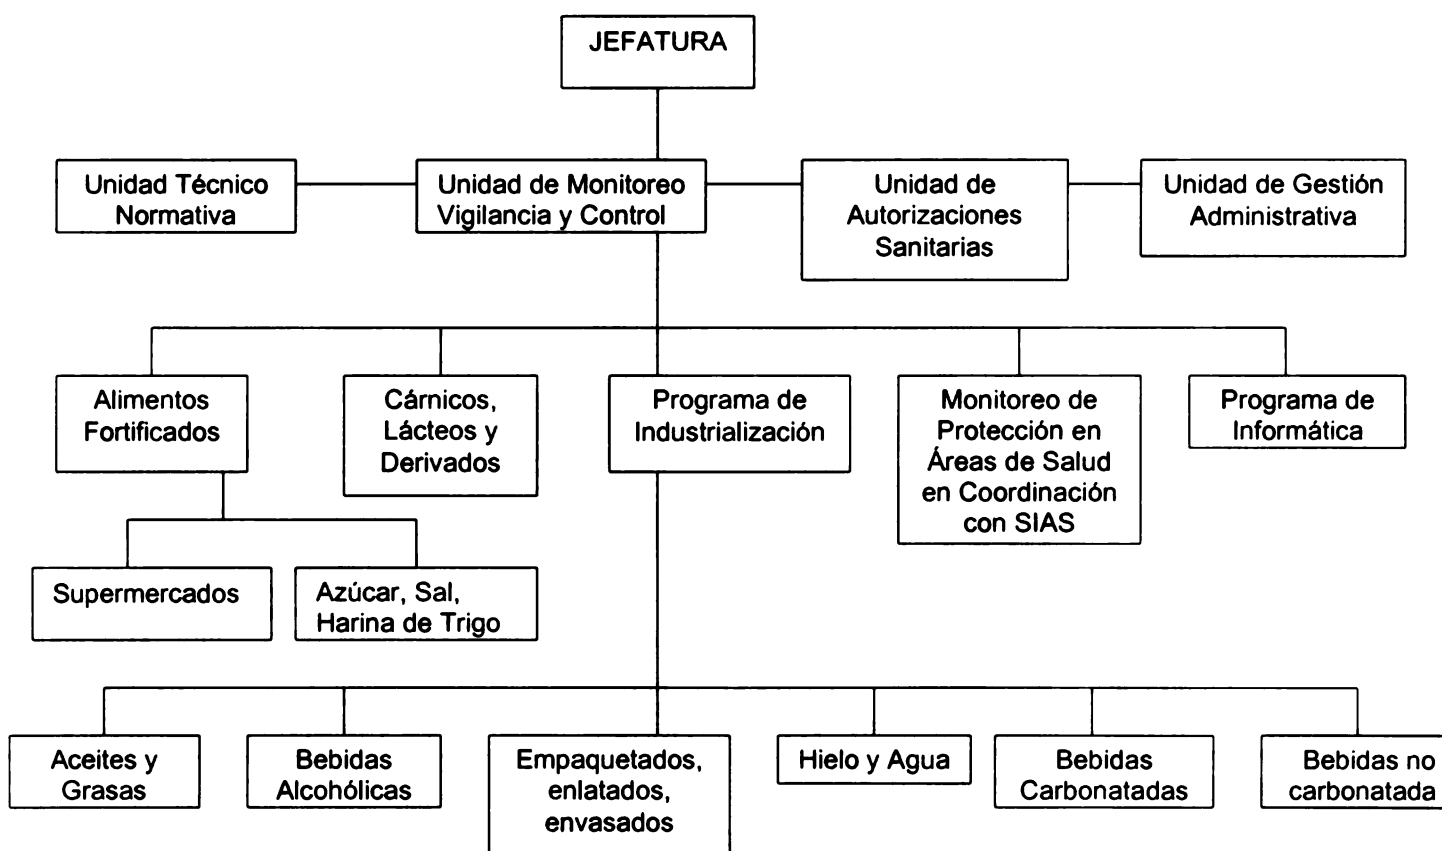 JEFATURA
Unidad Técnico
Normativa
Unidad de Monitoreo
Vigilancia y Control
Unidad de
Autorizaciones
Sanitarias
Unidad de Gestión
Administrativa
Alimentos
Fortificados
Cárnicos,
Lácteos y
Derivados
Programa de
Industrialización
Monitoreo de
Protección en
Áreas de Salud
en Coordinación
con SIAS
Programa de
Informática
Supermercados
Azúcar, Sal,
Harina de Trigo
Aceites y
Grasas
Bebidas
Alcohólicas
Empaquetados,
enlatados,
envasados
Hielo y Agua
Bebidas
Carbonatadas
Bebidas no
carbonatada